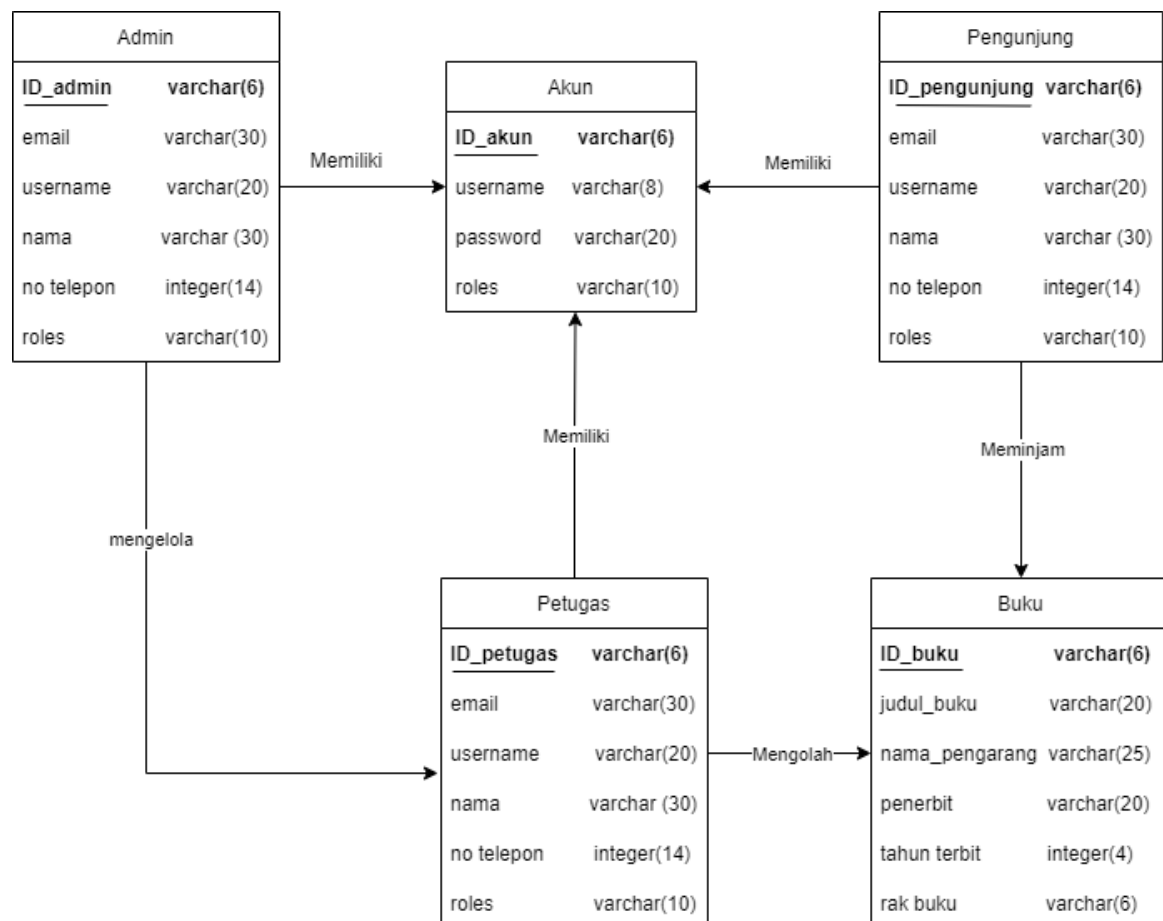 Admin
ID_admin varchar(6)
email varchar(30)
username varchar(20)
nama varchar (30)
no telepon integer(14)
roles varchar(10)
Memiliki
Akun
ID_akun varchar(6)
username varchar(8)
password varchar(20)
roles varchar(10)
Memiliki
Pengunjung
ID_pengunjung varchar(6)
email varchar(30)
username varchar(20)
nama varchar (30)
no telepon integer(14)
roles varchar(10)
Memiliki
Meminjam
mengelola
Petugas
ID_petugas varchar(6)
email varchar(30)
username varchar(20)
nama varchar (30)
no telepon integer(14)
roles varchar(10)
Mengolah
Buku
ID_buku varchar(6)
judul_buku varchar(20)
nama_pengarang varchar(25)
penerbit varchar(20)
tahun terbit integer(4)
rak buku varchar(6)